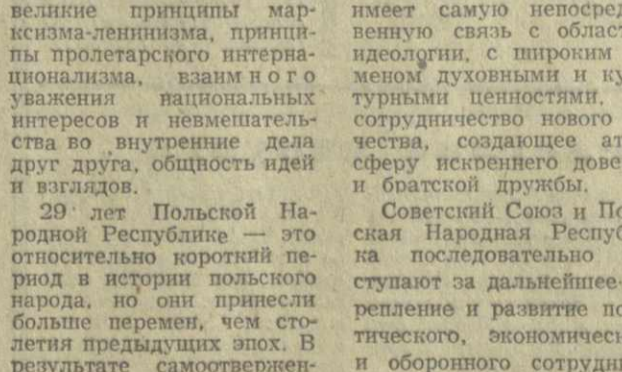 великие принципы мар-
ксизма-ленинизма, принци-
пы пролетарского интерна-
ционализма, взаимного
уважения национальных
интересов и невмешатель-
ства во внутренние дела
друг друга, общность идей
и взглядов.
29 лет Польской На-
родной Республике — это
относительно короткий пе-
риод в истории польского
народа, но они принесли
больше перемен, чем сто-
летия предыдущих эпох. В
результате самоотвержен-
имеет самую непосред
венную связь с област
идеологии, с широким
меном духовными и ку
турными ценностями,
сотрудничество нового
чества, создающее ат
сферу искреннего дове
и братской дружбы.
Советский Союз и По
ская Народная Респуб
ка последовательно
ступают за дальнейшее
репление и развитие по
тического, экономическ
и оборонного сотрудни